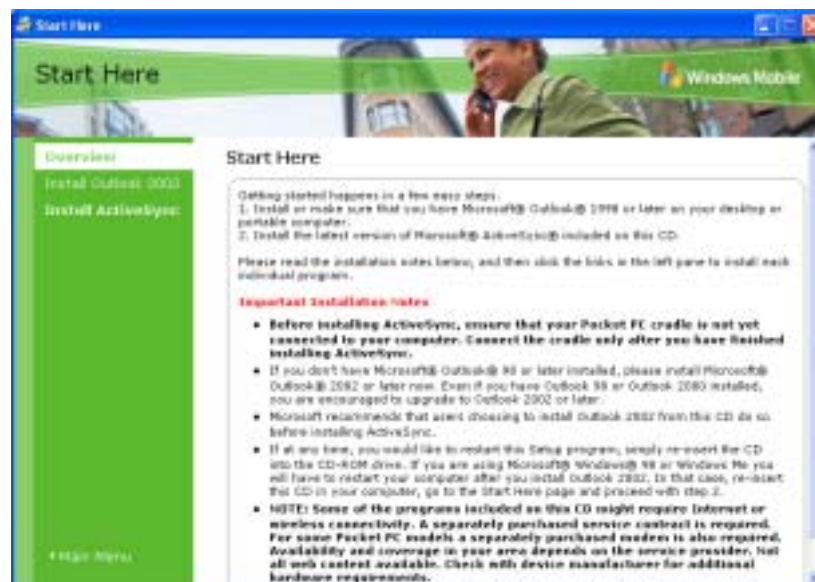 Start Here
Start Here
Windows Mobile
Overview
Install Outlook 2002
Install ActiveSync
Start Here
Getting started happens in a few easy steps.
1. Install or make sure that you have Microsoft® Outlook® 1998 or later on your desktop or
portable computer.
2. Install the latest version of Microsoft® ActiveSync® included on this CD.
Please read the installation notes below, and then click the links in the left pane to install each
individual program.
Important Installation Notes
• Before installing ActiveSync, ensure that your Pocket PC cradle is not yet
connected to your computer. Connect the cradle only after you have finished
installing ActiveSync.
• If you don't have Microsoft® Outlook® 98 or later installed, please install Microsoft®
Outlook® 2002 or later now. Even if you have Outlook 98 or Outlook 2000 installed,
you are encouraged to upgrade to Outlook 2002 or later.
• Microsoft recommends that users choosing to install Outlook 2002 from this CD do so
before installing ActiveSync.
• If at any time, you would like to restart this Setup program, simply re-insert the CD
into the CD-ROM drive. If you are using Microsoft® Windows® 98 or Windows Me you
will have to restart your computer after you install Outlook 2002. In that case, re-insert
this CD in your computer, go to the Start Here page and proceed with step 2.
• NOTE: Some of the programs included on this CD might require Internet or
wireless connectivity. A separately purchased service contract is required.
For some Pocket PC models a separately purchased modem is also required.
Availability and coverage in your area depends on the service provider. Not
all web content available. Check with device manufacturer for additional
hardware requirements.
Main Menu